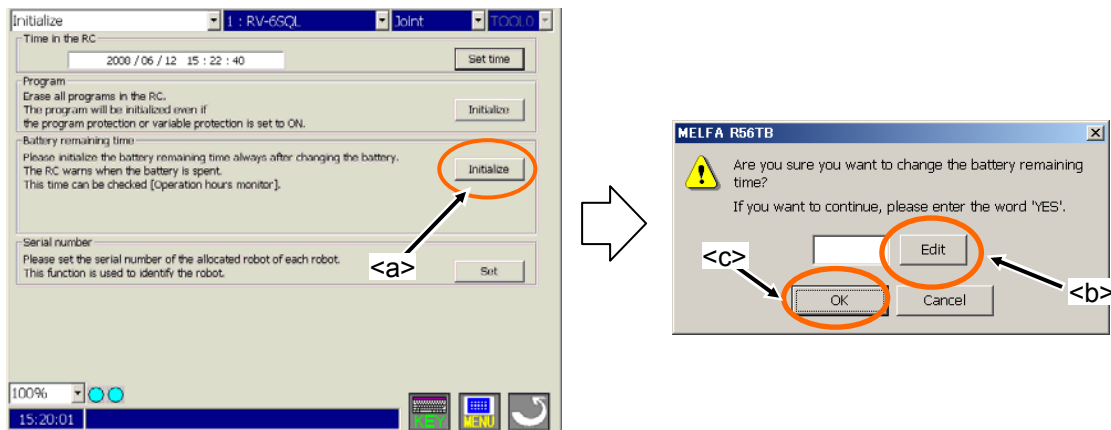 Initialize 1 : RV-6SQL Joint TOOL0
Time in the RC
2008 / 06 / 12 15 : 22 : 40 Set time
Program
Erase all programs in the RC.
The program will be initialized even if
the program protection or variable protection is set to ON.
Initialize
Battery remaining time
Please initialize the battery remaining time always after changing the battery.
The RC warns when the battery is spent.
This time can be checked [Operation hours monitor].
Initialize
<a>
Serial number
Please set the serial number of the allocated robot of each robot.
This function is used to identify the robot.
Set
100%
15:20:01
KEY MENU
MELFA R56TB
Are you sure you want to change the battery remaining
time?
If you want to continue, please enter the word 'YES'.
Edit
<c>
<b>
OK Cancel